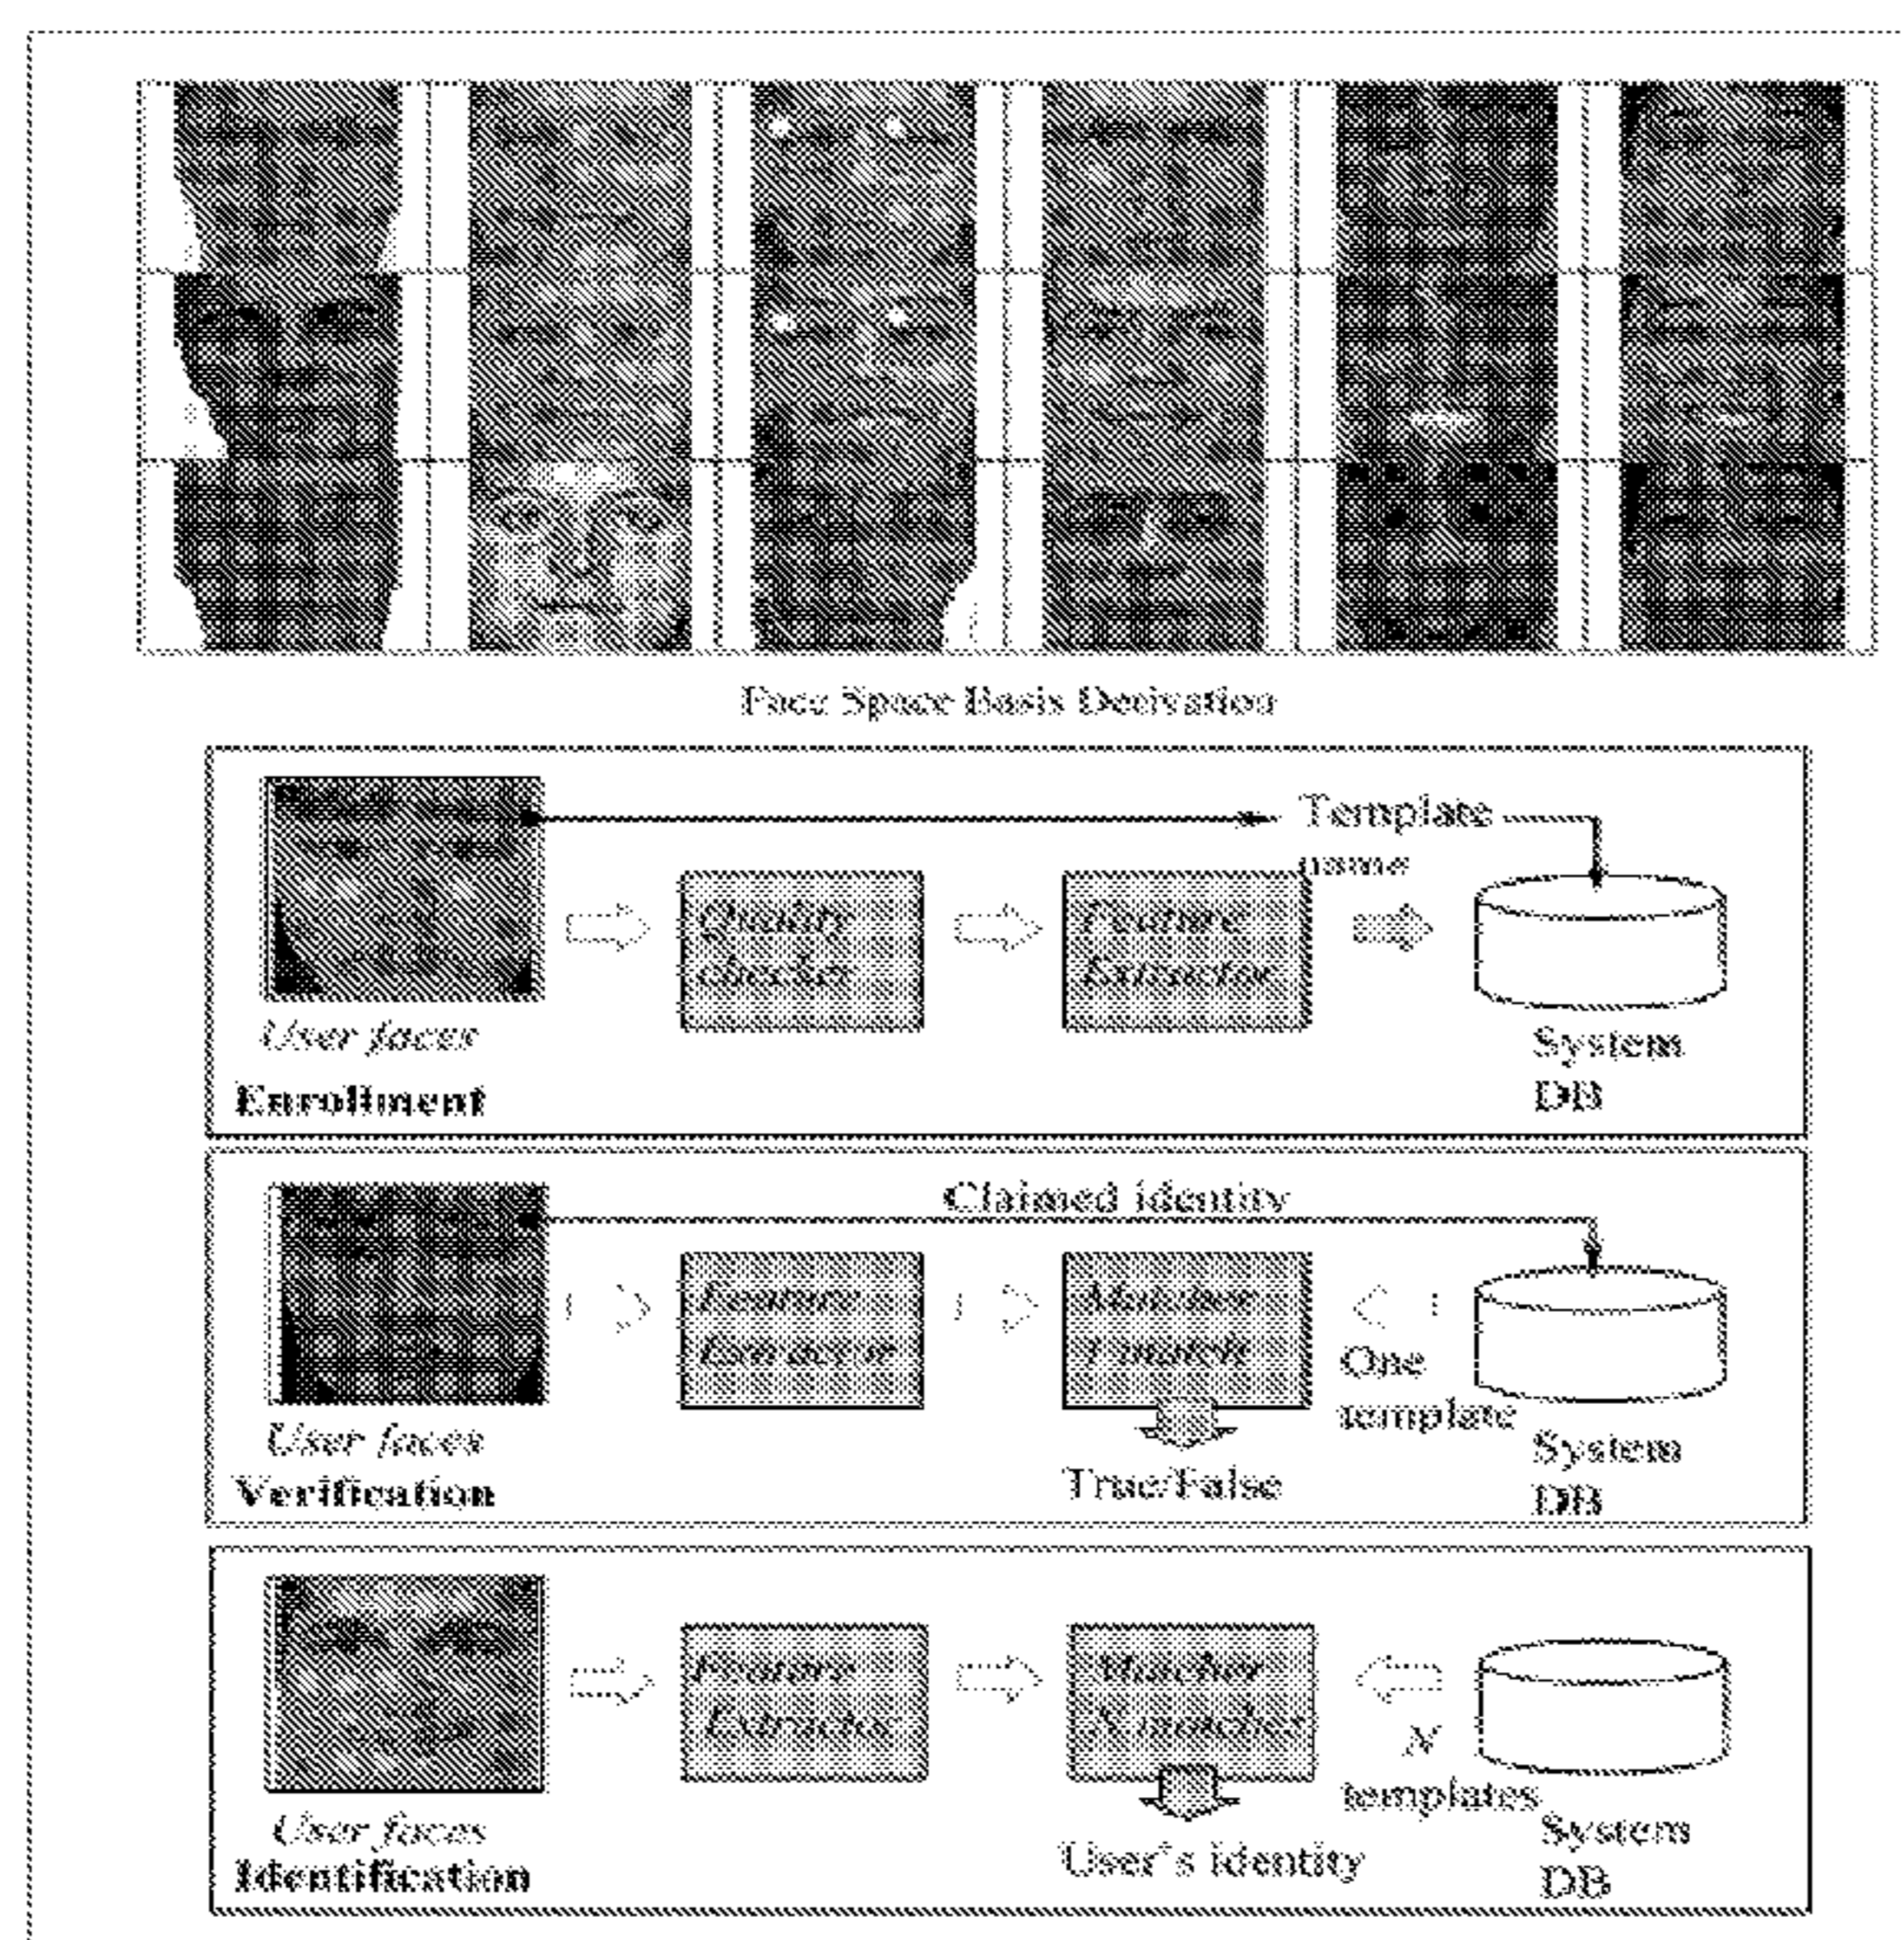 Face Space Basis Derivation
Template
name
Quality
checker
Feature
Extractor
User faces
System
DB
Enrollment
Claimed identity
Feature
Extractor
Matcher
1 match
One
template
User faces
System
DB
True/False
Verification
Feature
Extractor
Matcher
N matches
N
templates
User faces
System
DB
User's identity
Identification